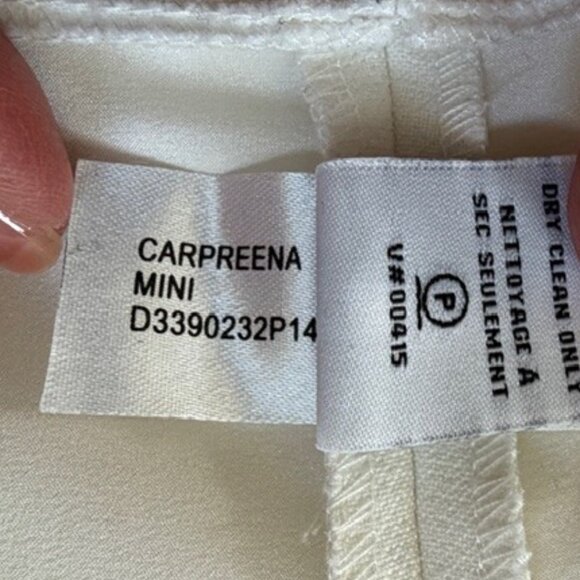 CARPREENA
MINI
D3390232P14
DRY CLEAN ONLY
NETTOYAGE À
SEC SEULEMENT
P
V#00415